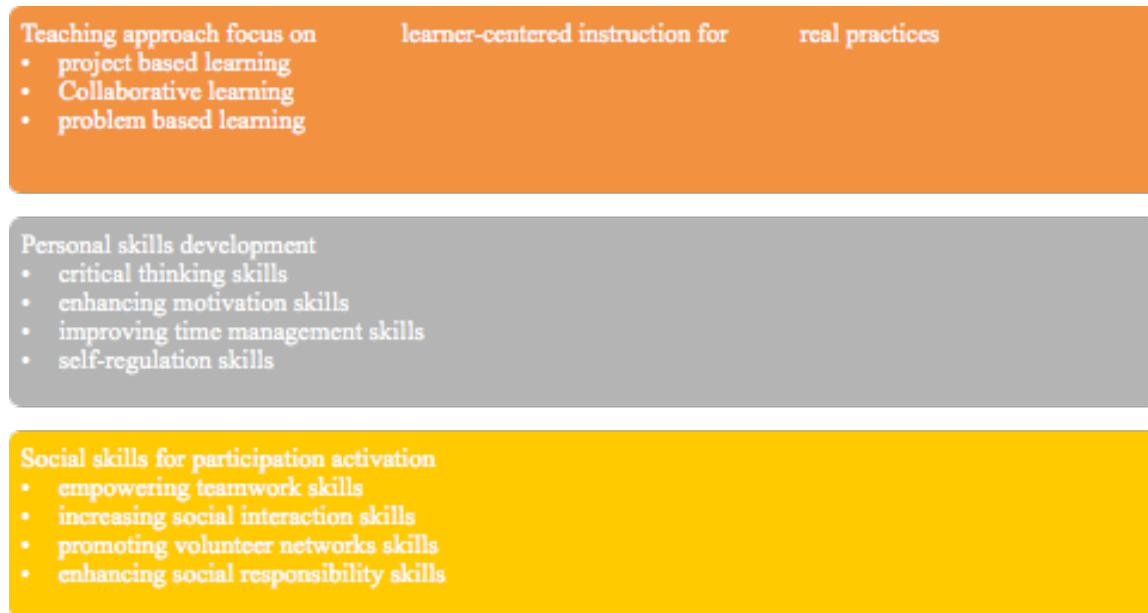 Teaching approach focus on learner-centered instruction for real practices
• project based learning
• Collaborative learning
• problem based learning
Personal skills development
• critical thinking skills
• enhancing motivation skills
• improving time management skills
• self-regulation skills
Social skills for participation activation
• empowering teamwork skills
• increasing social interaction skills
• promoting volunteer networks skills
• enhancing social responsibility skills